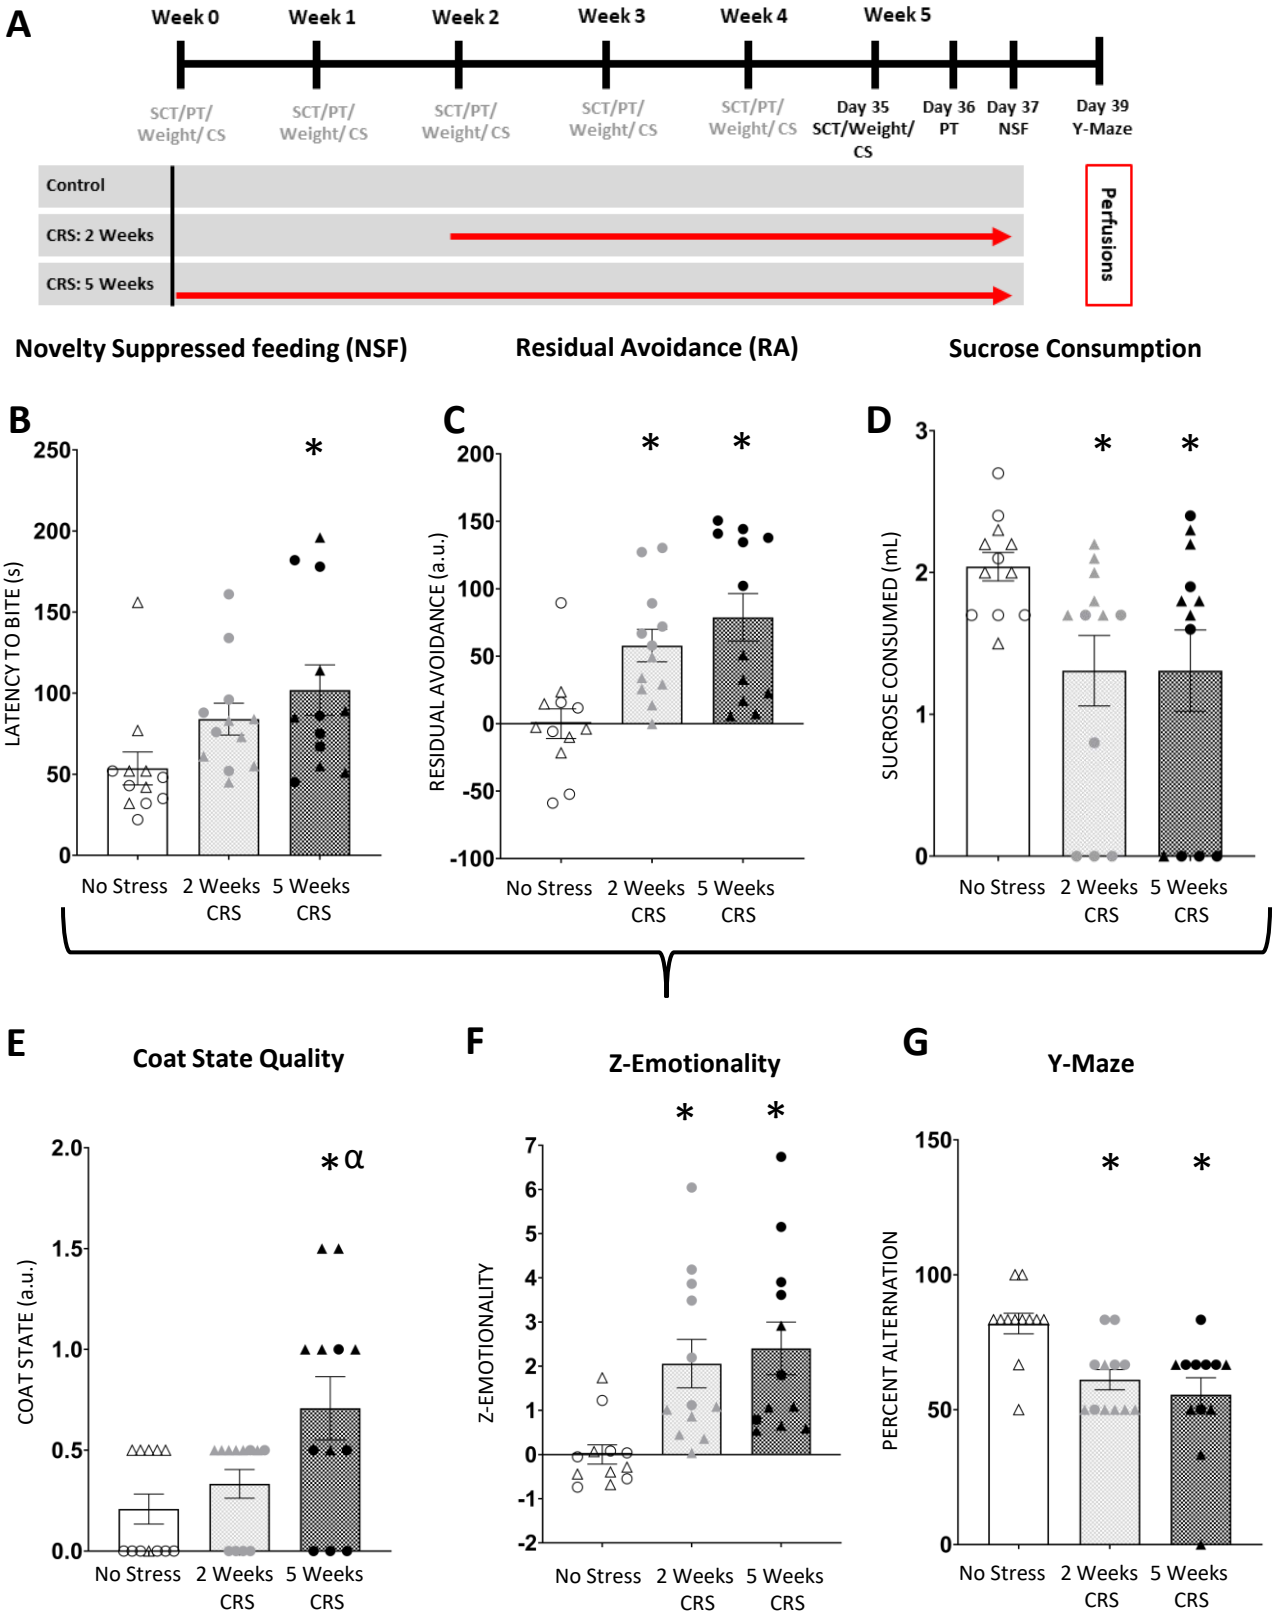 A
Week 0 Week 1 Week 2 Week 3 Week 4 Week 5
SCT/PT/ SCT/PT/ SCT/PT/ SCT/PT/ SCT/PT/ Day 35 Day 36 Day 37 Day 39
Weight/ CS Weight/ CS Weight/ CS Weight/ CS Weight/ CS SCT/Weight/ PT NSF Y-Maze
CS
Control
CRS: 2 Weeks
CRS: 5 Weeks
Perfusions
Novelty Suppressed feeding (NSF) Residual Avoidance (RA) Sucrose Consumption
B
LATENCY TO BITE (s)
250
200
150
100
50
0
*
No Stress 2 Weeks 5 Weeks
CRS CRS
C
RESIDUAL AVOIDANCE (a.u.)
200
150
100
50
0
-50
-100
* *
No Stress 2 Weeks 5 Weeks
CRS CRS
D
SUCROSE CONSUMED (mL)
3
2
1
0
* *
No Stress 2 Weeks 5 Weeks
CRS CRS
E
Coat State Quality
COAT STATE (a.u.)
2.0
1.5
1.0
0.5
0.0
* α
No Stress 2 Weeks 5 Weeks
CRS CRS
F
Z-Emotionality
Z-EMOTIONALITY
7
6
5
4
3
2
1
0
-1
-2
* *
No Stress 2 Weeks 5 Weeks
CRS CRS
G
Y-Maze
PERCENT ALTERNATION
150
100
50
0
* *
No Stress 2 Weeks 5 Weeks
CRS CRS